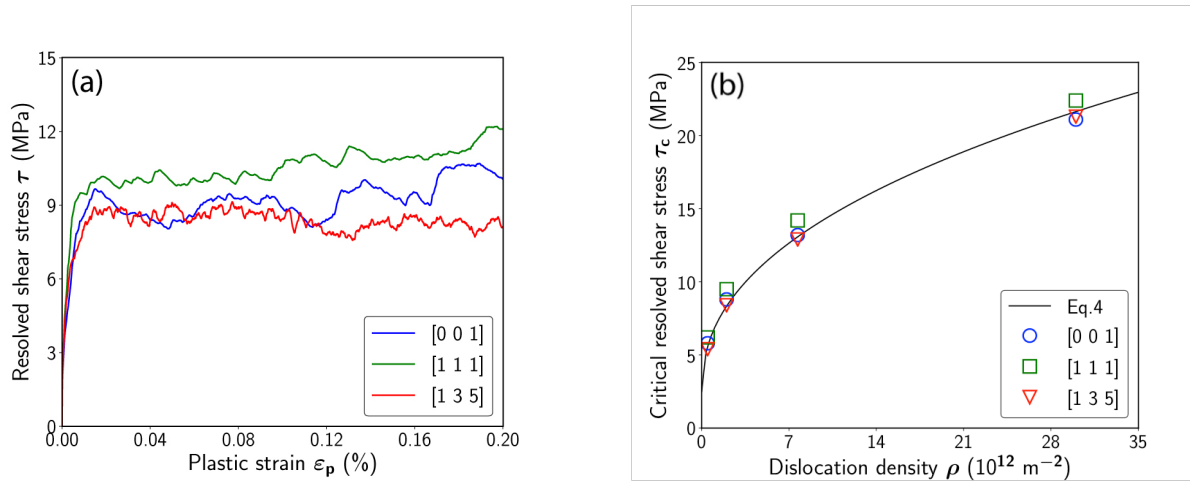 (a)
Resolved shear stress τ (MPa)
15
12
9
6
3
0
0.00 0.04 0.08 0.12 0.16 0.20
Plastic strain εp (%)
[0 0 1]
[1 1 1]
[1 3 5]
(b)
Critical resolved shear stress τc (MPa)
25
20
15
10
5
0
0 7 14 21 28 35
Dislocation density ρ (10¹² m⁻²)
Eq.4
[0 0 1]
[1 1 1]
[1 3 5]